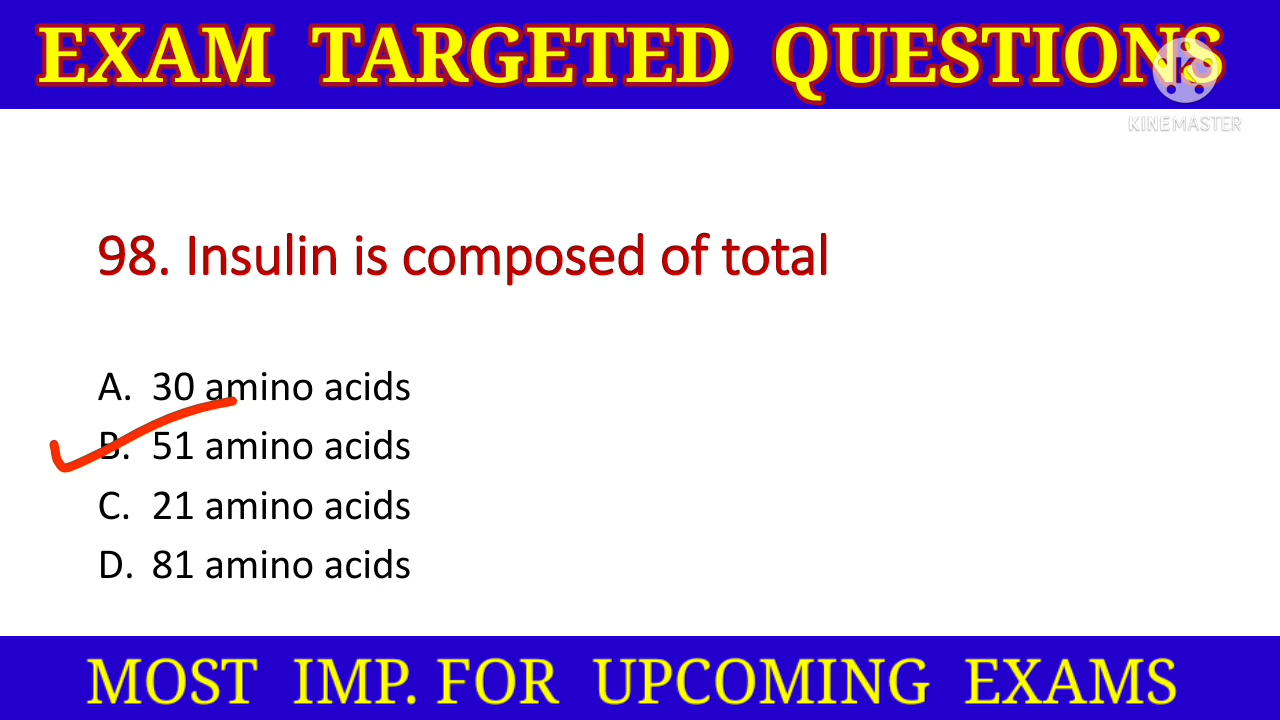 EXAM TARGETED QUESTIONS
K
KINEMASTER
98. Insulin is composed of total
A. 30 amino acids
B. 51 amino acids
C. 21 amino acids
D. 81 amino acids
MOST IMP. FOR UPCOMING EXAMS